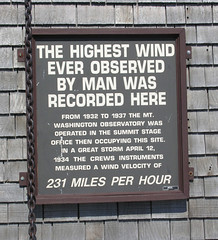 THE HIGHEST WIND
EVER OBSERVED
BY MAN WAS
RECORDED HERE
FROM 1932 TO 1937 THE MT.
WASHINGTON OBSERVATORY WAS
OPERATED IN THE SUMMIT STAGE
OFFICE THEN OCCUPYING THIS SITE.
IN A GREAT STORM APRIL 12,
1934 THE CREWS INSTRUMENTS
MEASURED A WIND VELOCITY OF
231 MILES PER HOUR